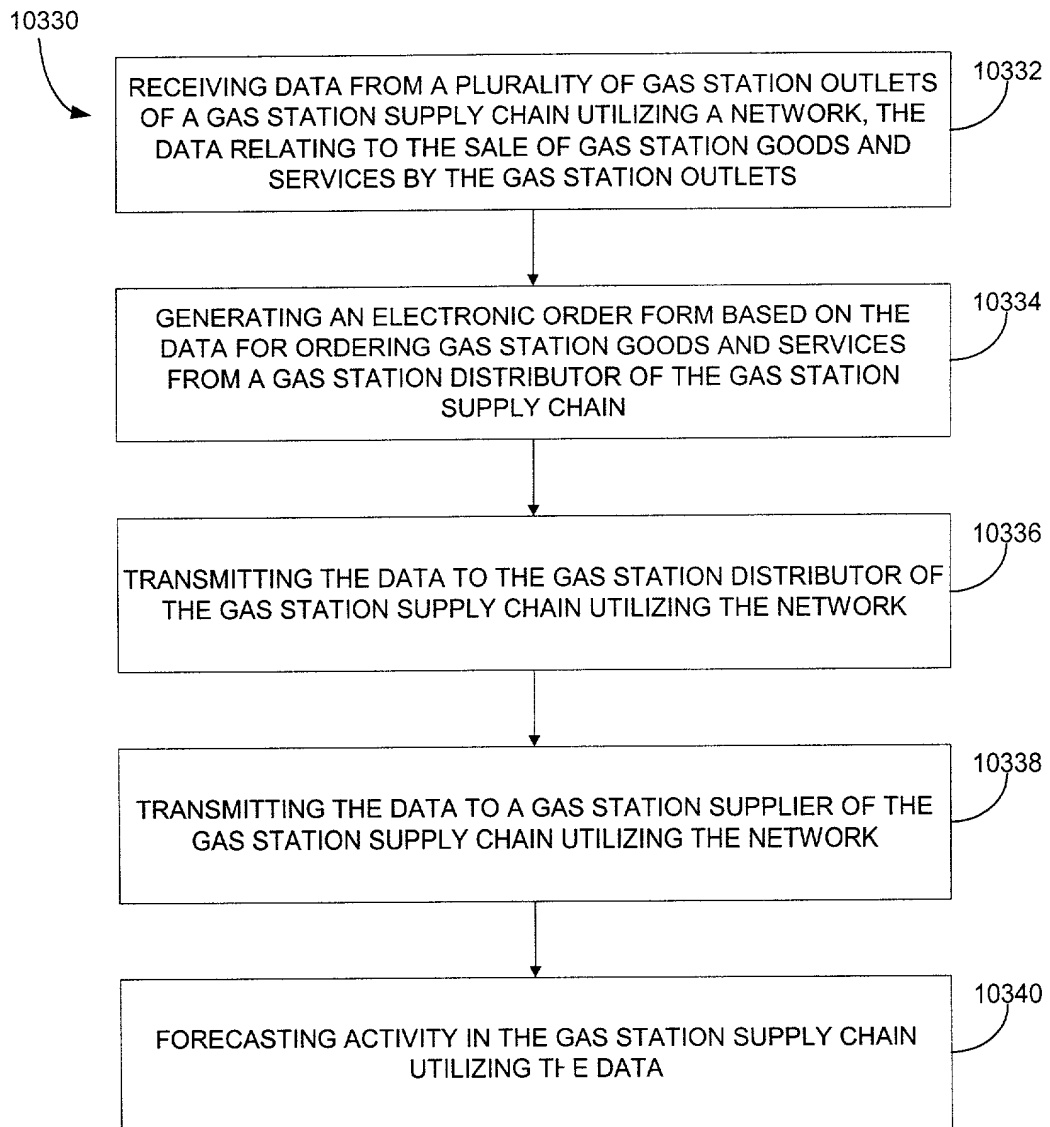 10330
RECEIVING DATA FROM A PLURALITY OF GAS STATION OUTLETS
OF A GAS STATION SUPPLY CHAIN UTILIZING A NETWORK, THE
DATA RELATING TO THE SALE OF GAS STATION GOODS AND
SERVICES BY THE GAS STATION OUTLETS
10332
GENERATING AN ELECTRONIC ORDER FORM BASED ON THE
DATA FOR ORDERING GAS STATION GOODS AND SERVICES
FROM A GAS STATION DISTRIBUTOR OF THE GAS STATION
SUPPLY CHAIN
10334
TRANSMITTING THE DATA TO THE GAS STATION DISTRIBUTOR OF
THE GAS STATION SUPPLY CHAIN UTILIZING THE NETWORK
10336
TRANSMITTING THE DATA TO A GAS STATION SUPPLIER OF THE
GAS STATION SUPPLY CHAIN UTILIZING THE NETWORK
10338
FORECASTING ACTIVITY IN THE GAS STATION SUPPLY CHAIN
UTILIZING THE DATA
10340